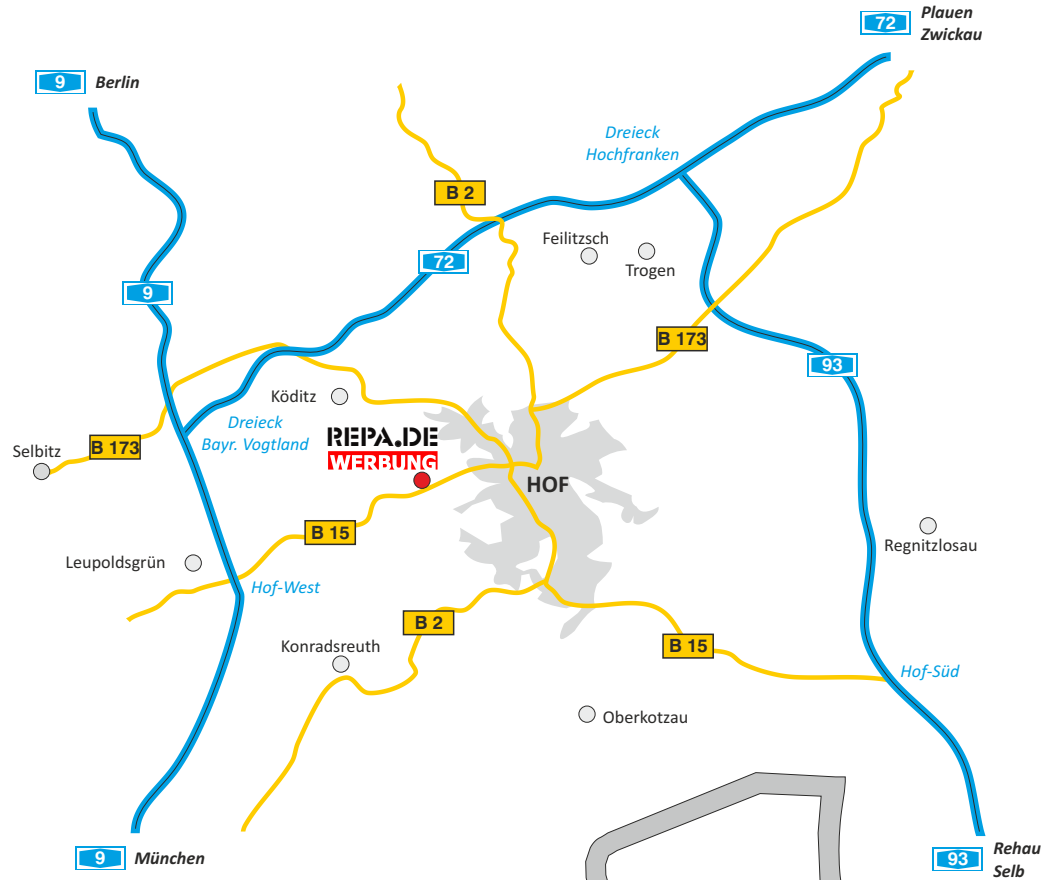 72
Plauen
Zwickau
9
Berlin
Dreieck
Hochfranken
B 2
Feilitzsch
Trogen
72
9
B 173
93
Köditz
Dreieck
Bayr. Vogtland
REPA.DE
WERBUNG
B 173
Selbitz
HOF
B 15
Regnitzlosau
Leupoldsgrün
Hof-West
B 2
Konradsreuth
B 15
Hof-Süd
Oberkotzau
9
München
93
Rehau
Selb